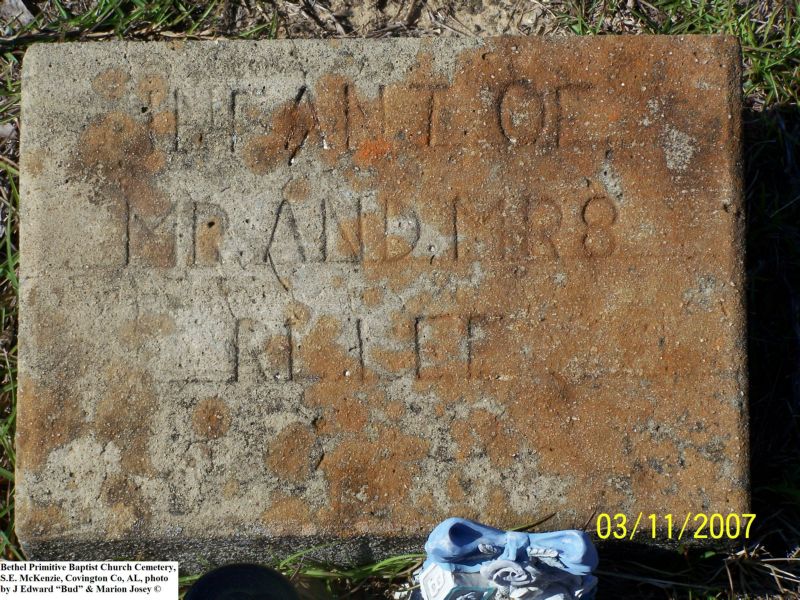 INFANT OF
MR. AND MR8
03/11/2007
Bethel Primitive Baptist Church Cemetery,
S.E. McKenzie, Covington Co, AL, photo
by J Edward “Bud” & Marion Josey ©